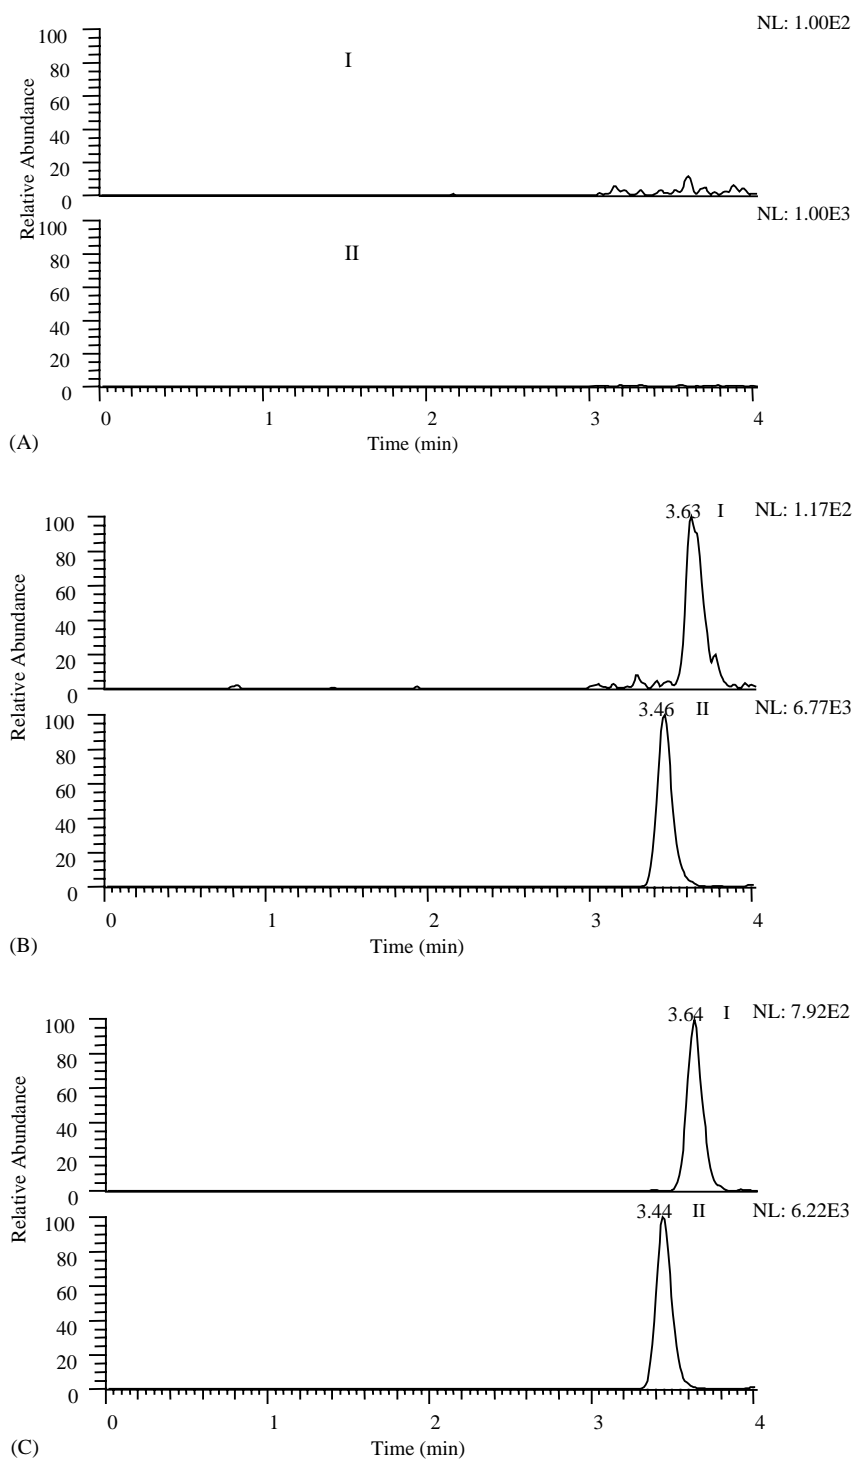 NL: 1.00E2
I
Relative Abundance
100
80
60
40
20
0
NL: 1.00E3
II
100
80
60
40
20
0
0 1 2 3 4
Time (min)
(A)
3.63 I NL: 1.17E2
Relative Abundance
100
80
60
40
20
0
3.46 II NL: 6.77E3
100
80
60
40
20
0
0 1 2 3 4
Time (min)
(B)
3.64 I NL: 7.92E2
Relative Abundance
100
80
60
40
20
0
3.44 II NL: 6.22E3
100
80
60
40
20
0
0 1 2 3 4
Time (min)
(C)